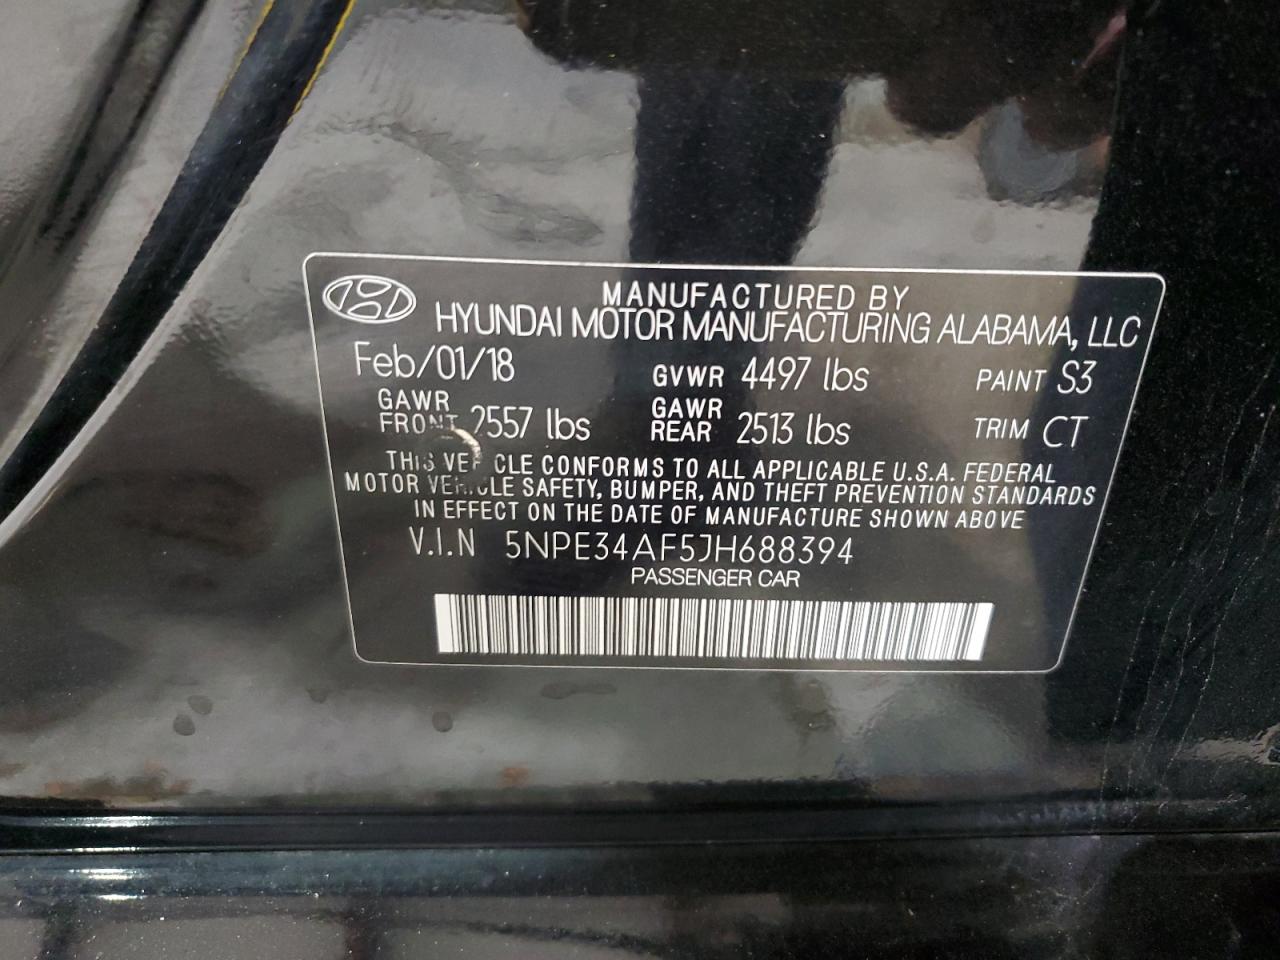 MANUFACTURED BY
HYUNDAI MOTOR MANUFACTURING ALABAMA, LLC
Feb/01/18 GVWR 4497 lbs PAINT S3
GAWR FRONT 2557 lbs GAWR REAR 2513 lbs TRIM CT
THIS VEHICLE CONFORMS TO ALL APPLICABLE U.S.A. FEDERAL
MOTOR VEHICLE SAFETY, BUMPER, AND THEFT PREVENTION STANDARDS
IN EFFECT ON THE DATE OF MANUFACTURE SHOWN ABOVE
V.I.N 5NPE34AF5JH688394
PASSENGER CAR